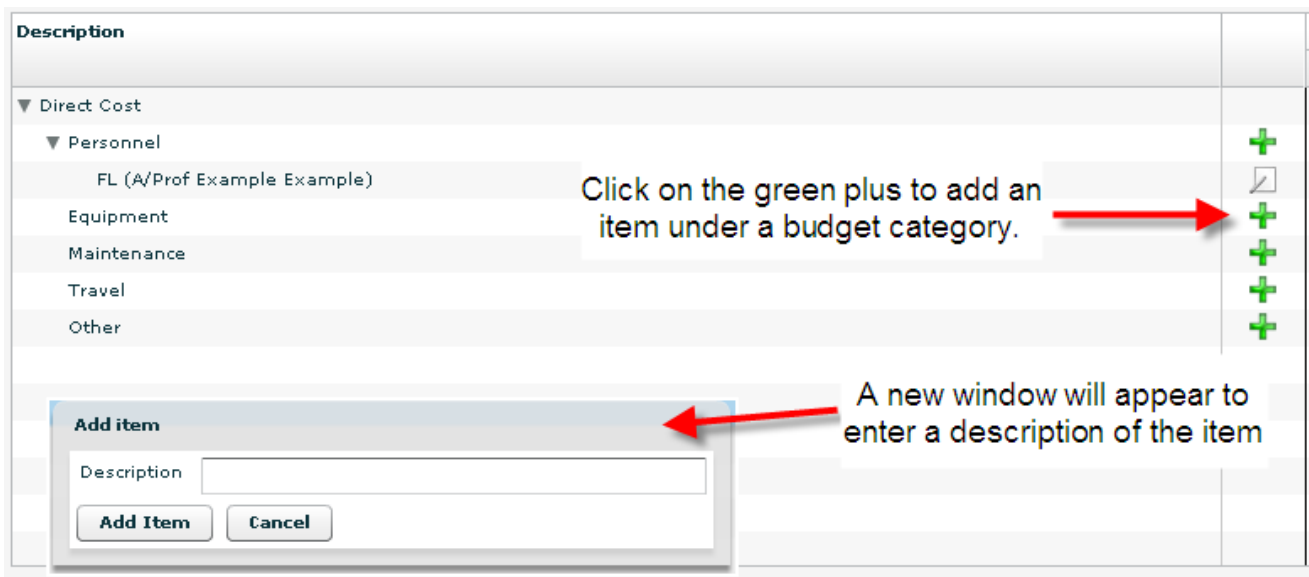 Description
Direct Cost
Personnel
FL (A/Prof Example Example)
Click on the green plus to add an
item under a budget category.
Equipment
Maintenance
Travel
Other
A new window will appear to
enter a description of the item
Add item
Description
Add Item Cancel